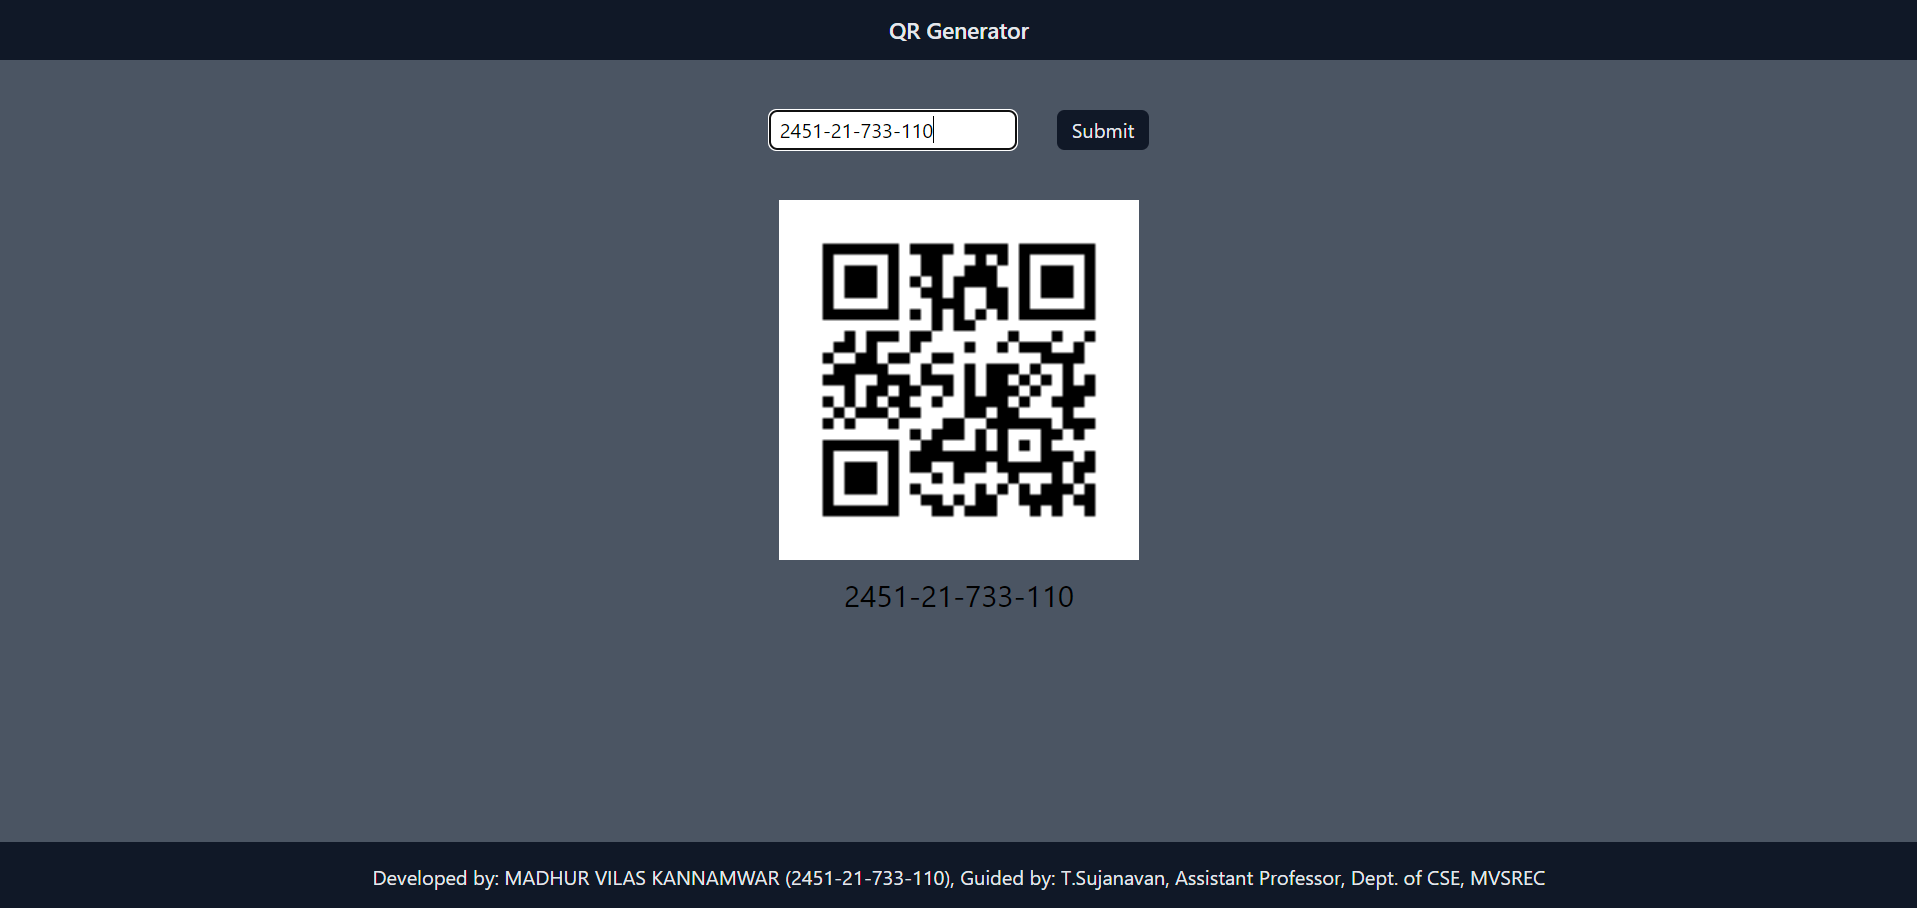 QR Generator
2451-21-733-110
Submit
2451-21-733-110
Developed by: MADHUR VILAS KANNAMWAR (2451-21-733-110), Guided by: T.Sujanavan, Assistant Professor, Dept. of CSE, MVSREC